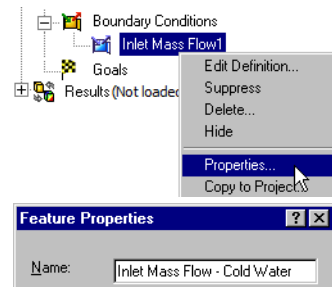 Boundary Conditions
Inlet Mass Flow1
Goals
Results (Not loaded
Edit Definition...
Suppress
Delete...
Hide
Properties...
Copy to Project...
Feature Properties
Name:
Inlet Mass Flow - Cold Water